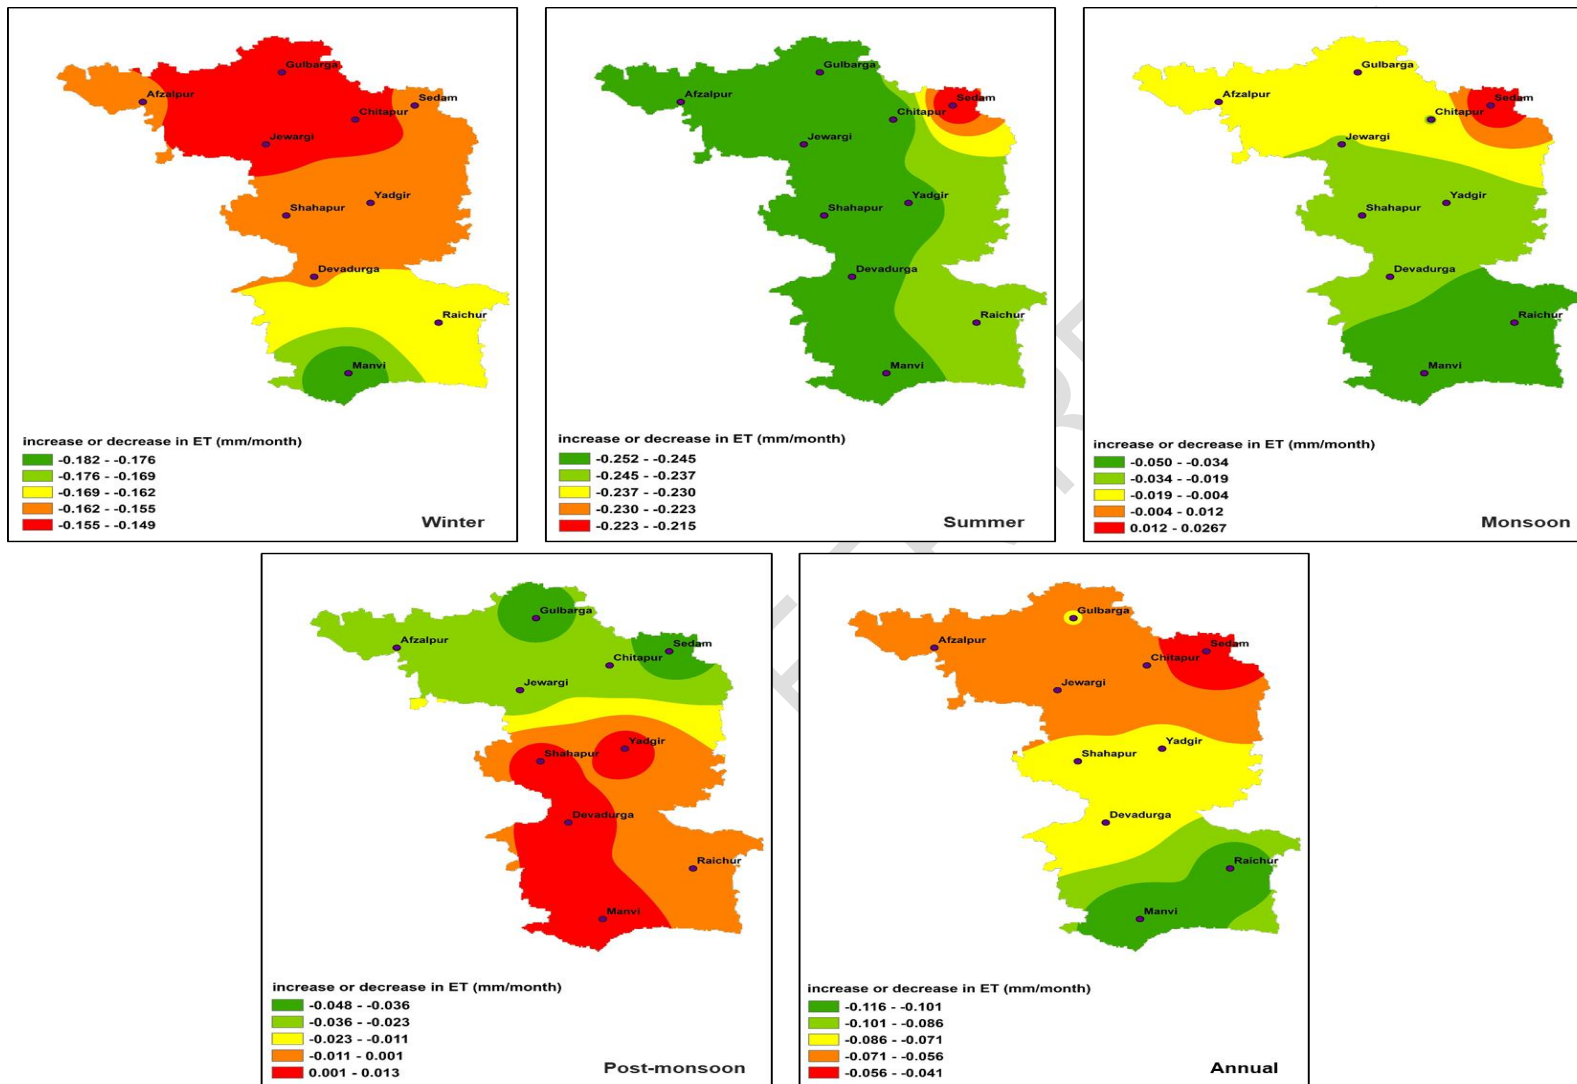 Gulbarga
Afzalpur
Sedam
Chitapur
Jewargi
Yadgir
Shahapur
Devadurga
Raichur
Manvi
increase or decrease in ET (mm/month)
-0.182 - -0.176
-0.176 - -0.169
-0.169 - -0.162
-0.162 - -0.155
-0.155 - -0.149
Winter
Gulbarga
Afzalpur
Sedam
Chitapur
Jewargi
Yadgir
Shahapur
Devadurga
Raichur
Manvi
increase or decrease in ET (mm/month)
-0.252 - -0.245
-0.245 - -0.237
-0.237 - -0.230
-0.230 - -0.223
-0.223 - -0.215
Summer
Gulbarga
Afzalpur
Sedam
Chitapur
Jewargi
Yadgir
Shahapur
Devadurga
Raichur
Manvi
increase or decrease in ET (mm/month)
-0.050 - -0.034
-0.034 - -0.019
-0.019 - -0.004
-0.004 - 0.012
0.012 - 0.0267
Monsoon
Gulbarga
Afzalpur
Sedam
Chitapur
Jewargi
Yadgir
Shahapur
Devadurga
Raichur
Manvi
increase or decrease in ET (mm/month)
-0.048 - -0.036
-0.036 - -0.023
-0.023 - -0.011
-0.011 - 0.001
0.001 - 0.013
Post-monsoon
Gulbarga
Afzalpur
Sedam
Chitapur
Jewargi
Yadgir
Shahapur
Devadurga
Raichur
Manvi
increase or decrease in ET (mm/month)
-0.116 - -0.101
-0.101 - -0.086
-0.086 - -0.071
-0.071 - -0.056
-0.056 - -0.041
Annual